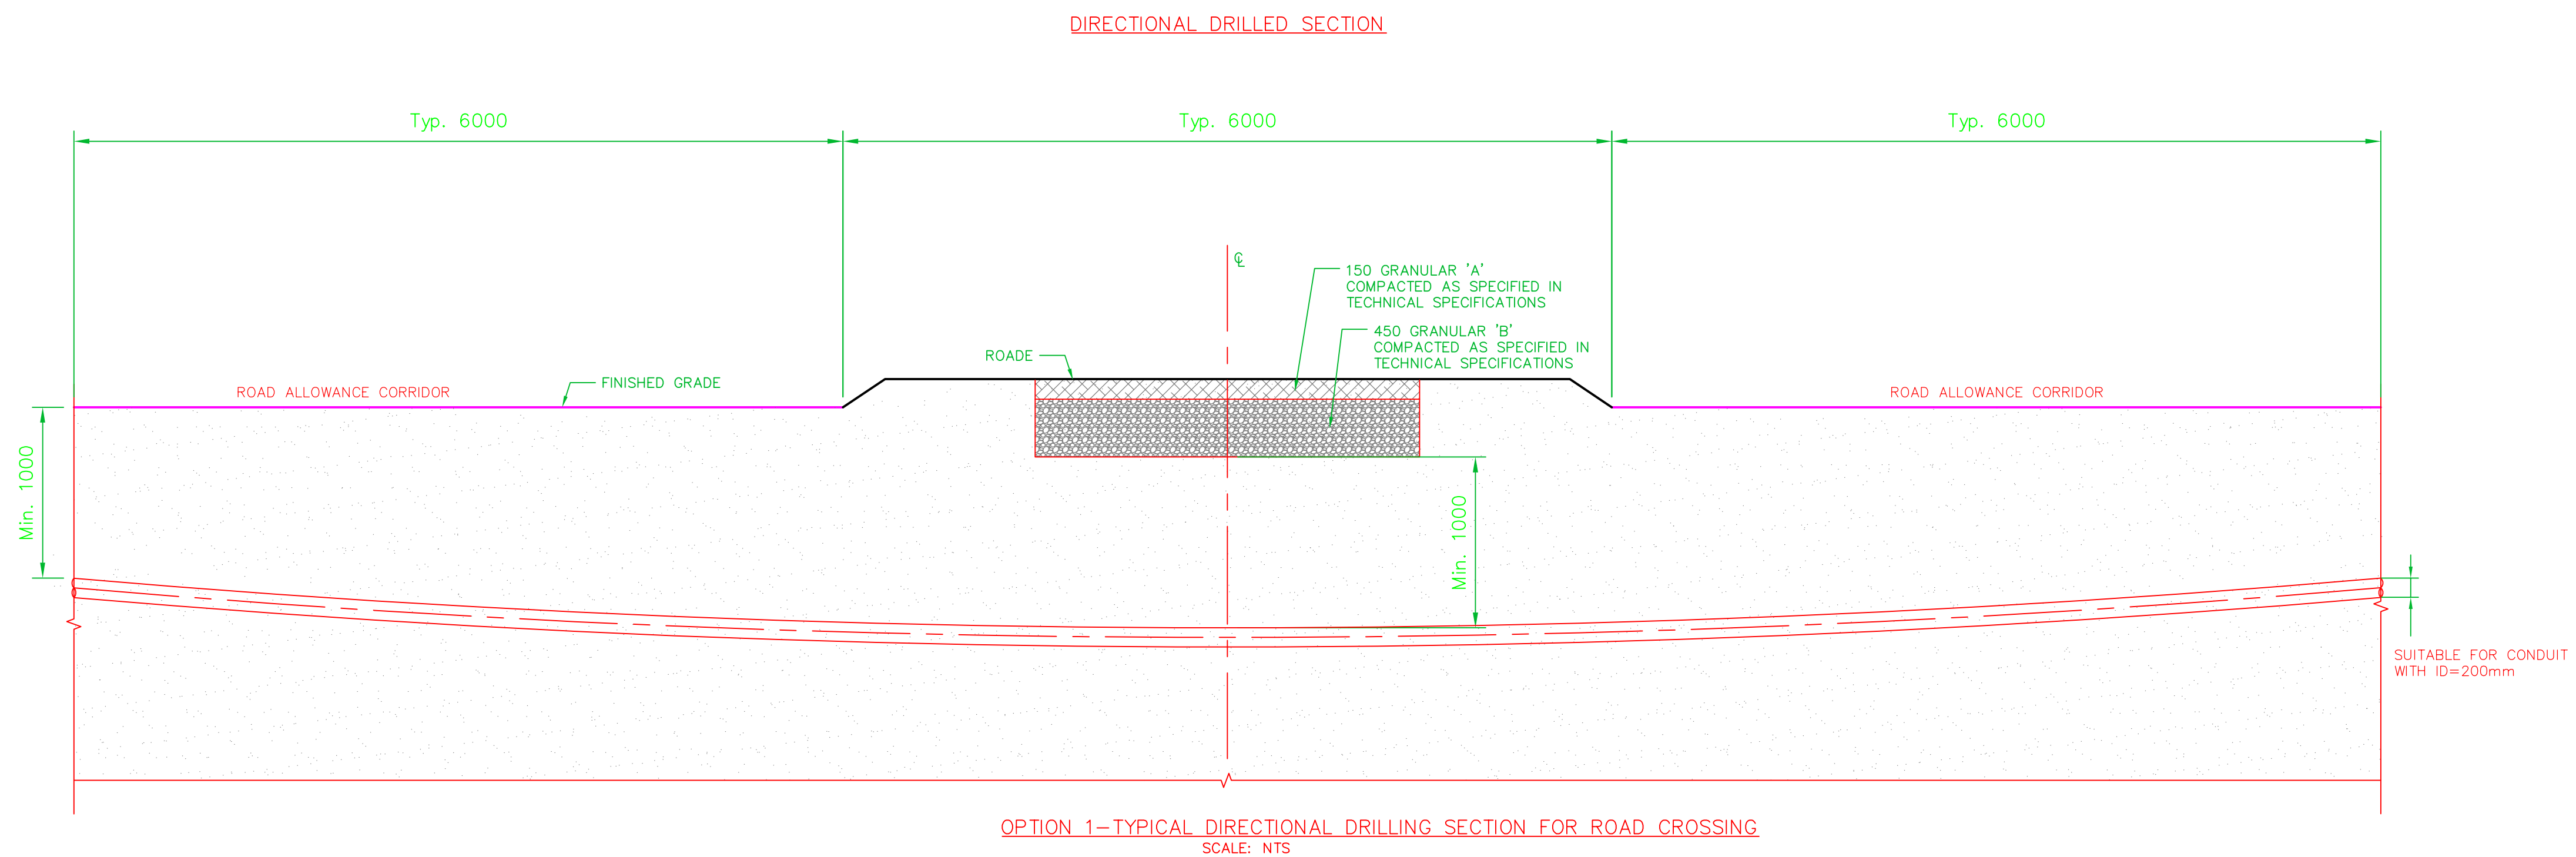 DIRECTIONAL DRILLED SECTION
Typ. 6000
Typ. 6000
Typ. 6000
℄
150 GRANULAR 'A'
COMPACTED AS SPECIFIED IN
TECHNICAL SPECIFICATIONS
450 GRANULAR 'B'
COMPACTED AS SPECIFIED IN
TECHNICAL SPECIFICATIONS
ROADE
FINISHED GRADE
ROAD ALLOWANCE CORRIDOR
ROAD ALLOWANCE CORRIDOR
Min. 1000
Min. 1000
SUITABLE FOR CONDUIT
WITH ID=200mm
OPTION 1-TYPICAL DIRECTIONAL DRILLING SECTION FOR ROAD CROSSING
SCALE: NTS